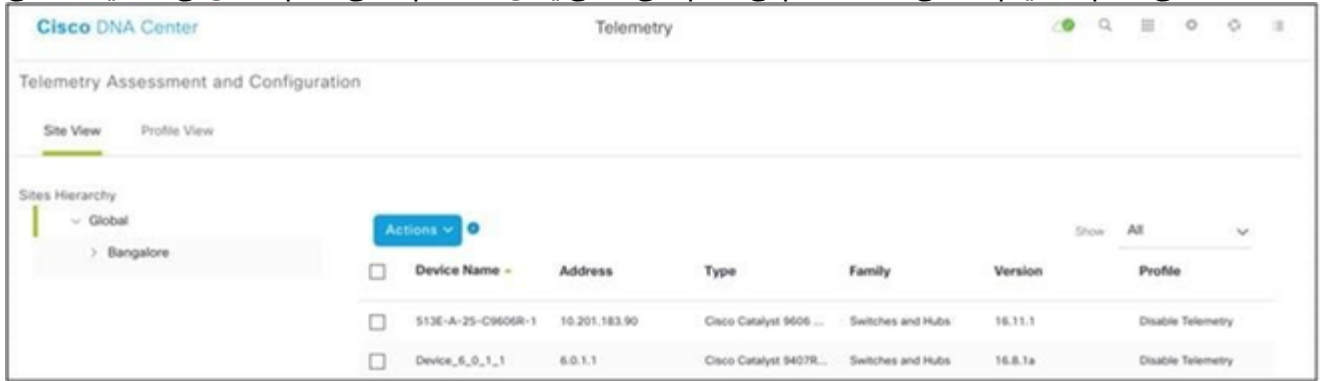 Cisco DNA Center Telemetry
Telemetry Assessment and Configuration
Site View Profile View
Sites Hierarchy
Global
Bangalore
Actions
Show All
Device Name Address Type Family Version Profile
513E-A-25-C9606R-1 10.201.183.90 Cisco Catalyst 9606 ... Switches and Hubs 16.11.1 Disable Telemetry
Device_6_0_1_1 6.0.1.1 Cisco Catalyst 9407R... Switches and Hubs 16.8.1a Disable Telemetry